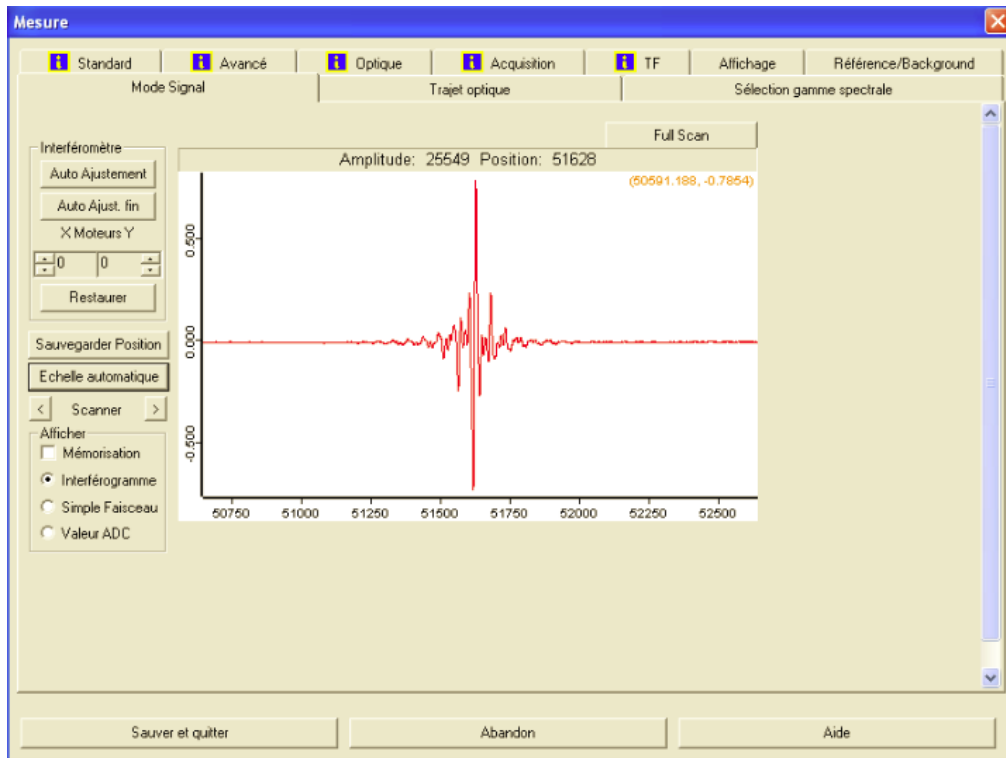 Mesure
Standard
Avancé
Optique
Acquisition
TF
Affichage
Référence/Background
Mode Signal
Trajet optique
Sélection gamme spectrale
Full Scan
Interféromètre
Auto Ajustement
Auto Ajust. fin
X Moteurs Y
0 0
Restaurer
Sauvegarder Position
Echelle automatique
< Scanner >
Afficher
Mémorisation
Interférogramme
Simple Faisceau
Valeur ADC
Amplitude: 25549 Position: 51628
(50591.188, -0.7854)
0.500
0.000
-0.500
50750 51000 51250 51500 51750 52000 52250 52500
Sauver et quitter
Abandon
Aide